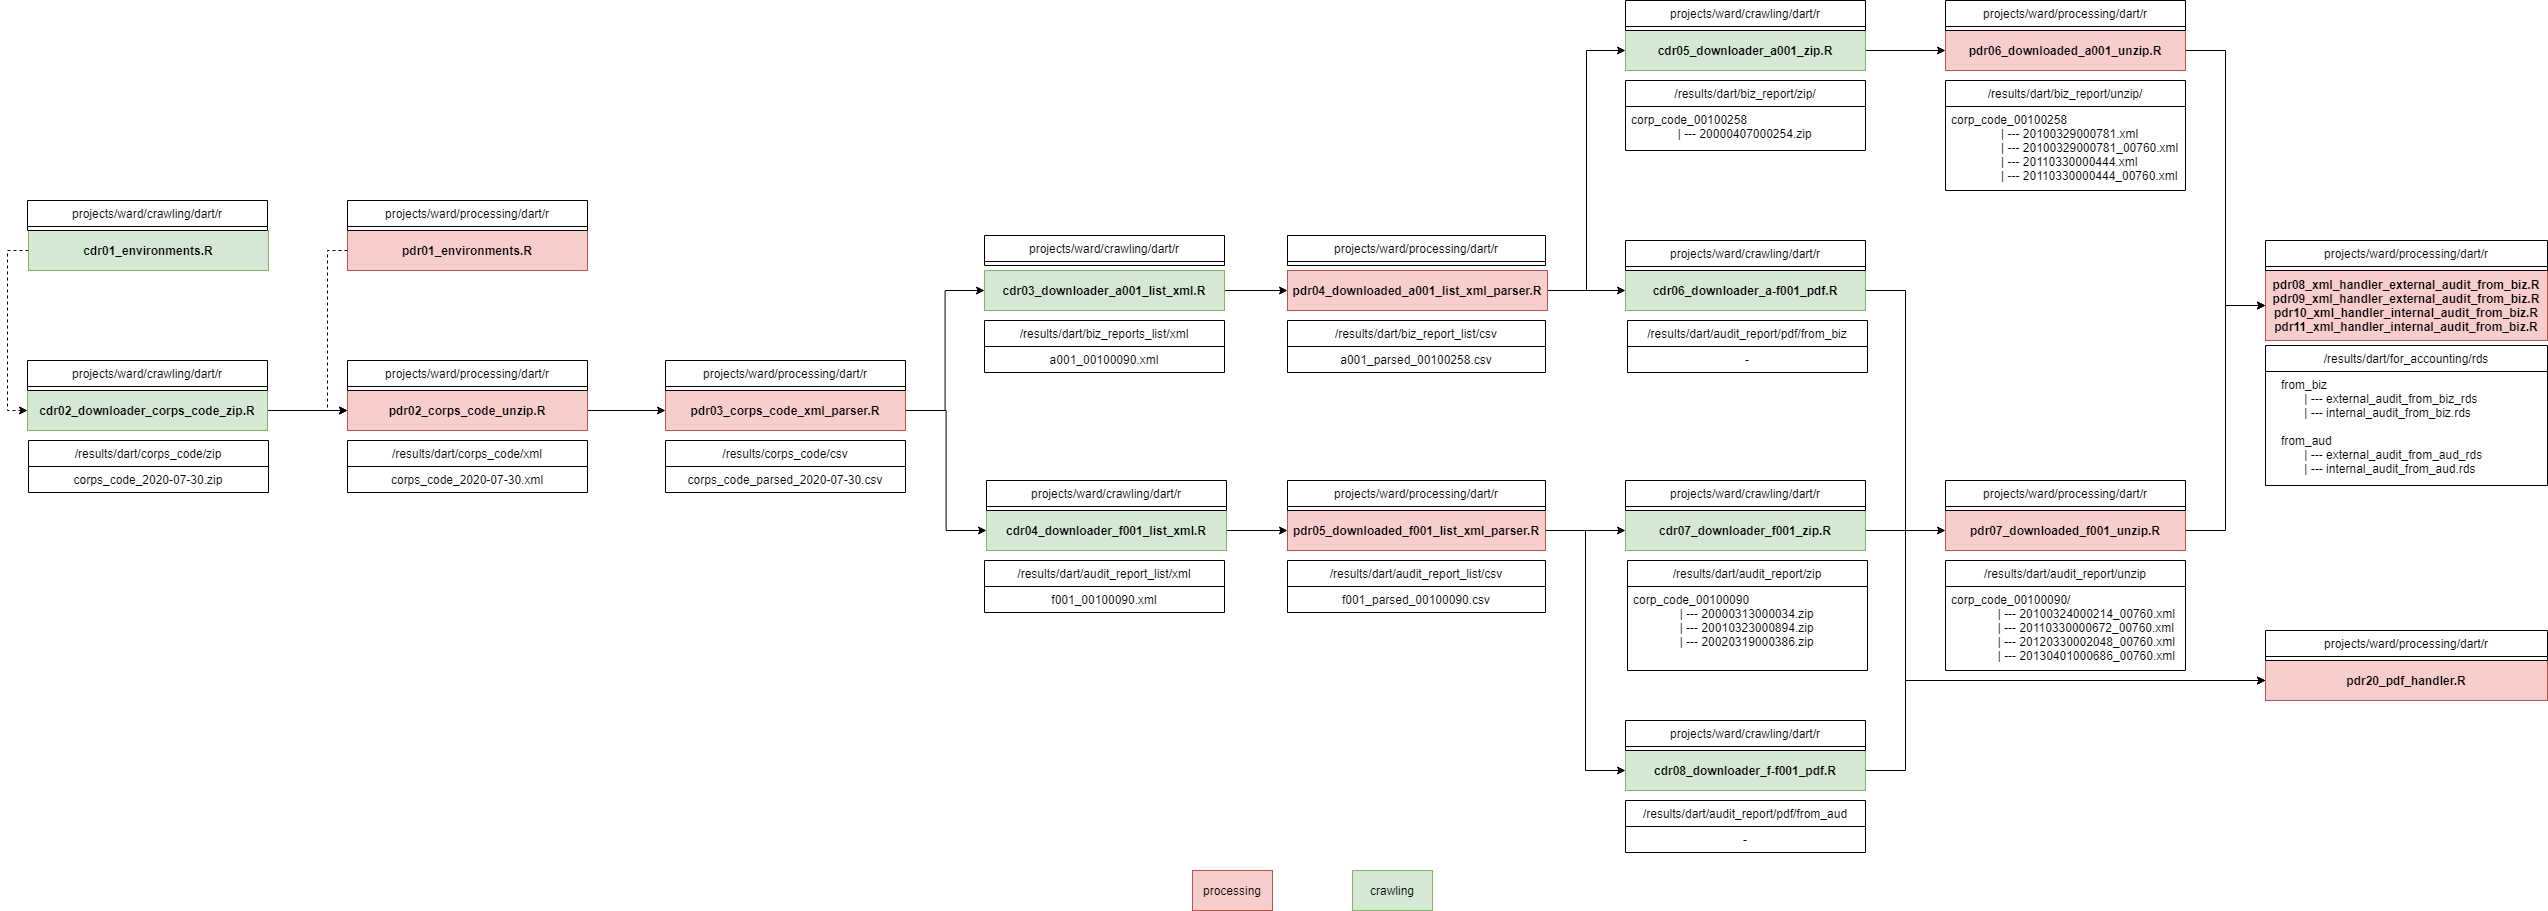 projects/ward/crawling/dart/r
cdr01_environments.R
projects/ward/processing/dart/r
pdr01_environments.R
projects/ward/crawling/dart/r
cdr02_downloader_corps_code_zip.R
/results/dart/corps_code/zip
corps_code_2020-07-30.zip
projects/ward/processing/dart/r
pdr02_corps_code_unzip.R
/results/dart/corps_code/xml
corps_code_2020-07-30.xml
projects/ward/processing/dart/r
pdr03_corps_code_xml_parser.R
/results/corps_code/csv
corps_code_parsed_2020-07-30.csv
projects/ward/crawling/dart/r
cdr03_downloader_a001_list_xml.R
/results/dart/biz_reports_list/xml
a001_00100090.xml
projects/ward/processing/dart/r
pdr04_downloaded_a001_list_xml_parser.R
/results/dart/biz_report_list/csv
a001_parsed_00100258.csv
projects/ward/crawling/dart/r
cdr04_downloader_f001_list_xml.R
/results/dart/audit_report_list/xml
f001_00100090.xml
projects/ward/processing/dart/r
pdr05_downloaded_f001_list_xml_parser.R
/results/dart/audit_report_list/csv
f001_parsed_00100090.csv
projects/ward/crawling/dart/r
cdr05_downloader_a001_zip.R
/results/dart/biz_report/zip/
corp_code_00100258
| --- 20000407000254.zip
projects/ward/processing/dart/r
pdr06_downloaded_a001_unzip.R
/results/dart/biz_report/unzip/
corp_code_00100258
| --- 20100329000781.xml
| --- 20100329000781_00760.xml
| --- 20110330000444.xml
| --- 20110330000444_00760.xml
projects/ward/crawling/dart/r
cdr06_downloader_a-f001_pdf.R
/results/dart/audit_report/pdf/from_biz
-
projects/ward/crawling/dart/r
cdr07_downloader_f001_zip.R
/results/dart/audit_report/zip
corp_code_00100090
| --- 20000313000034.zip
| --- 20010323000894.zip
| --- 20020319000386.zip
projects/ward/processing/dart/r
pdr07_downloaded_f001_unzip.R
/results/dart/audit_report/unzip
corp_code_00100090/
| --- 20100324000214_00760.xml
| --- 20110330000672_00760.xml
| --- 20120330002048_00760.xml
| --- 20130401000686_00760.xml
projects/ward/crawling/dart/r
cdr08_downloader_f-f001_pdf.R
/results/dart/audit_report/pdf/from_aud
-
projects/ward/processing/dart/r
pdr08_xml_handler_external_audit_from_biz.R
pdr09_xml_handler_external_audit_from_biz.R
pdr10_xml_handler_internal_audit_from_biz.R
pdr11_xml_handler_internal_audit_from_biz.R
/results/dart/for_accounting/rds
from_biz
| --- external_audit_from_biz_rds
| --- internal_audit_from_biz.rds
from_aud
| --- external_audit_from_aud_rds
| --- internal_audit_from_aud.rds
projects/ward/processing/dart/r
pdr20_pdf_handler.R
processing
crawling